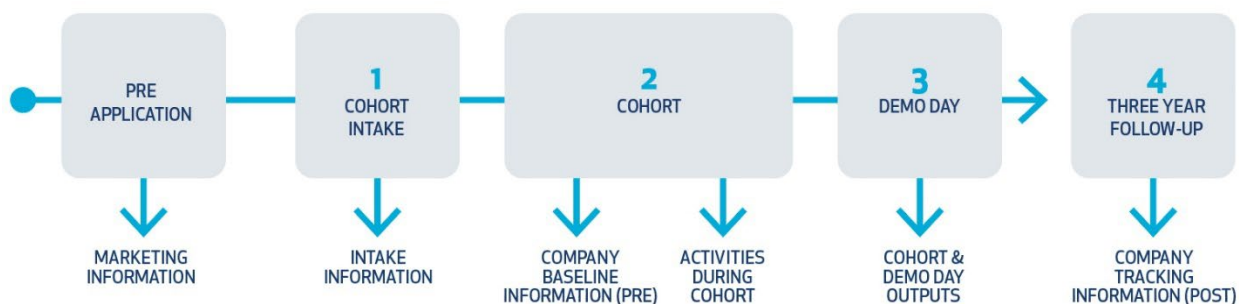 PRE
APPLICATION
1
COHORT
INTAKE
2
COHORT
3
DEMO DAY
4
THREE YEAR
FOLLOW-UP
MARKETING
INFORMATION
INTAKE
INFORMATION
COMPANY
BASELINE
INFORMATION (PRE)
ACTIVITIES
DURING
COHORT
COHORT &
DEMO DAY
OUTPUTS
COMPANY
TRACKING
INFORMATION (POST)